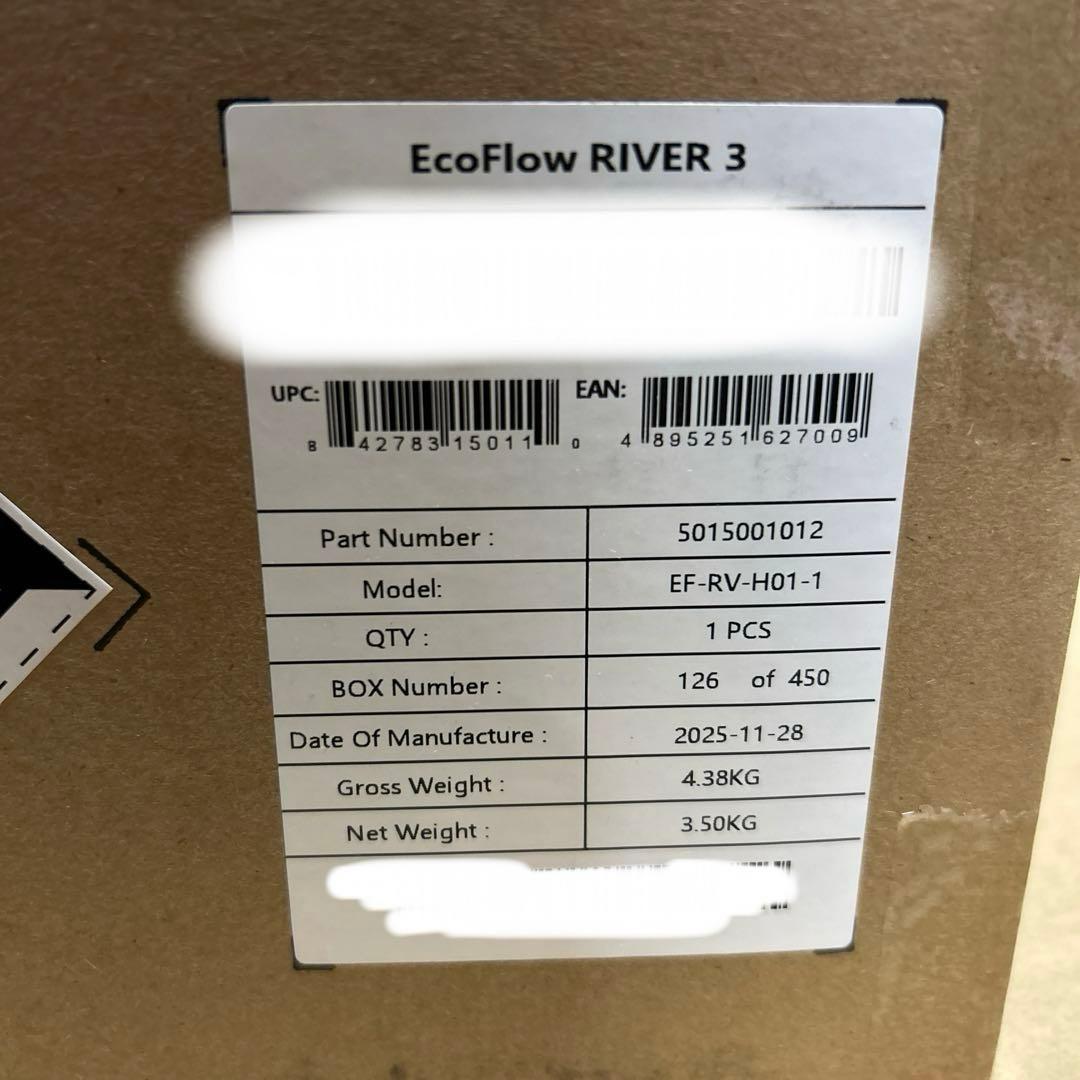 EcoFlow RIVER 3
UPC: 8 42783 15011 0 EAN: 4 895251 627009
Part Number : 5015001012
Model: EF-RV-H01-1
QTY : 1 PCS
BOX Number : 126 of 450
Date Of Manufacture : 2025-11-28
Gross Weight : 4.38KG
Net Weight : 3.50KG